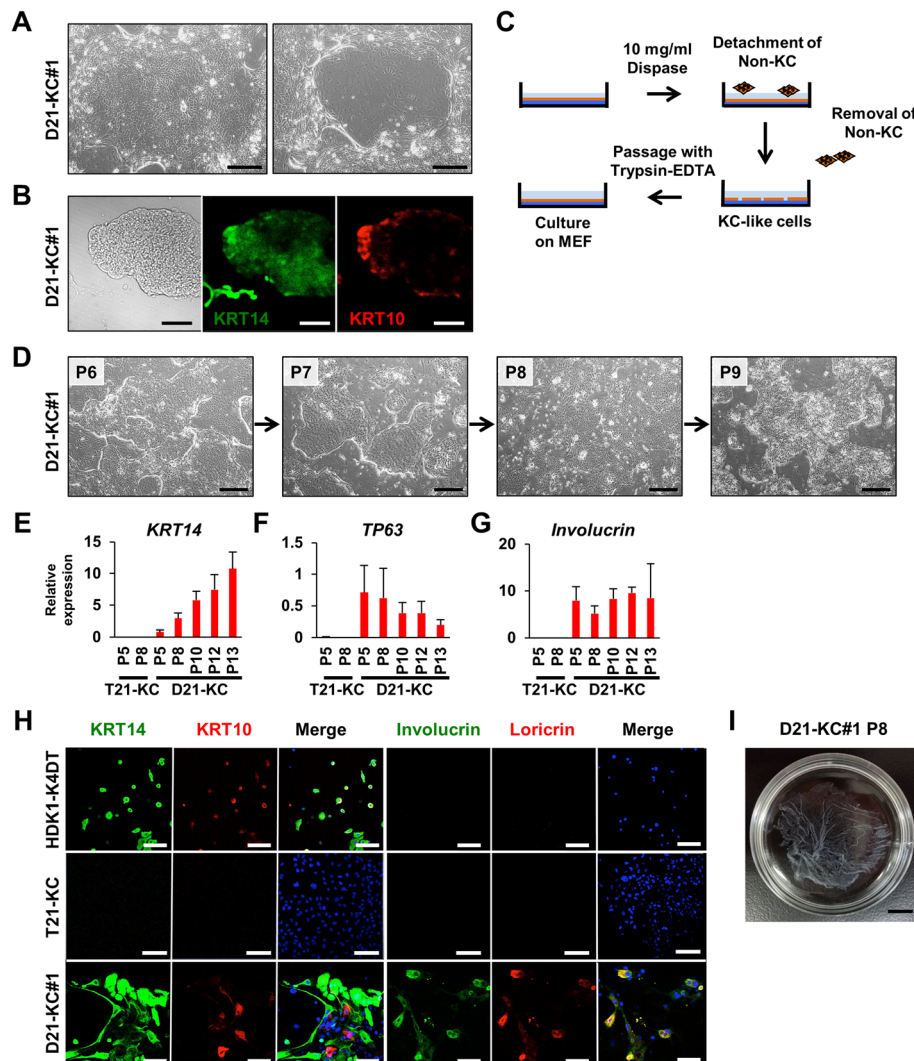 A
D21-KC#1
B
D21-KC#1
KRT14
KRT10
C
10 mg/ml
Dispase
Detachment of
Non-KC
Removal of
Non-KC
Passage with
Trypsin-EDTA
Culture
on MEF
KC-like cells
D
D21-KC#1
P6
P7
P8
P9
E
KRT14
Relative
expression
15
10
5
0
P5
P8
P5
P8
P10
P12
P13
T21-KC
D21-KC
F
TP63
1.5
1
0.5
0
P5
P8
P5
P8
P10
P12
P13
T21-KC
D21-KC
G
Involucrin
20
10
0
P5
P8
P5
P8
P10
P12
P13
T21-KC
D21-KC
H
KRT14 KRT10 Merge Involucrin Loricrin Merge
HDK1-K4DT
T21-KC
D21-KC#1
I
D21-KC#1 P8